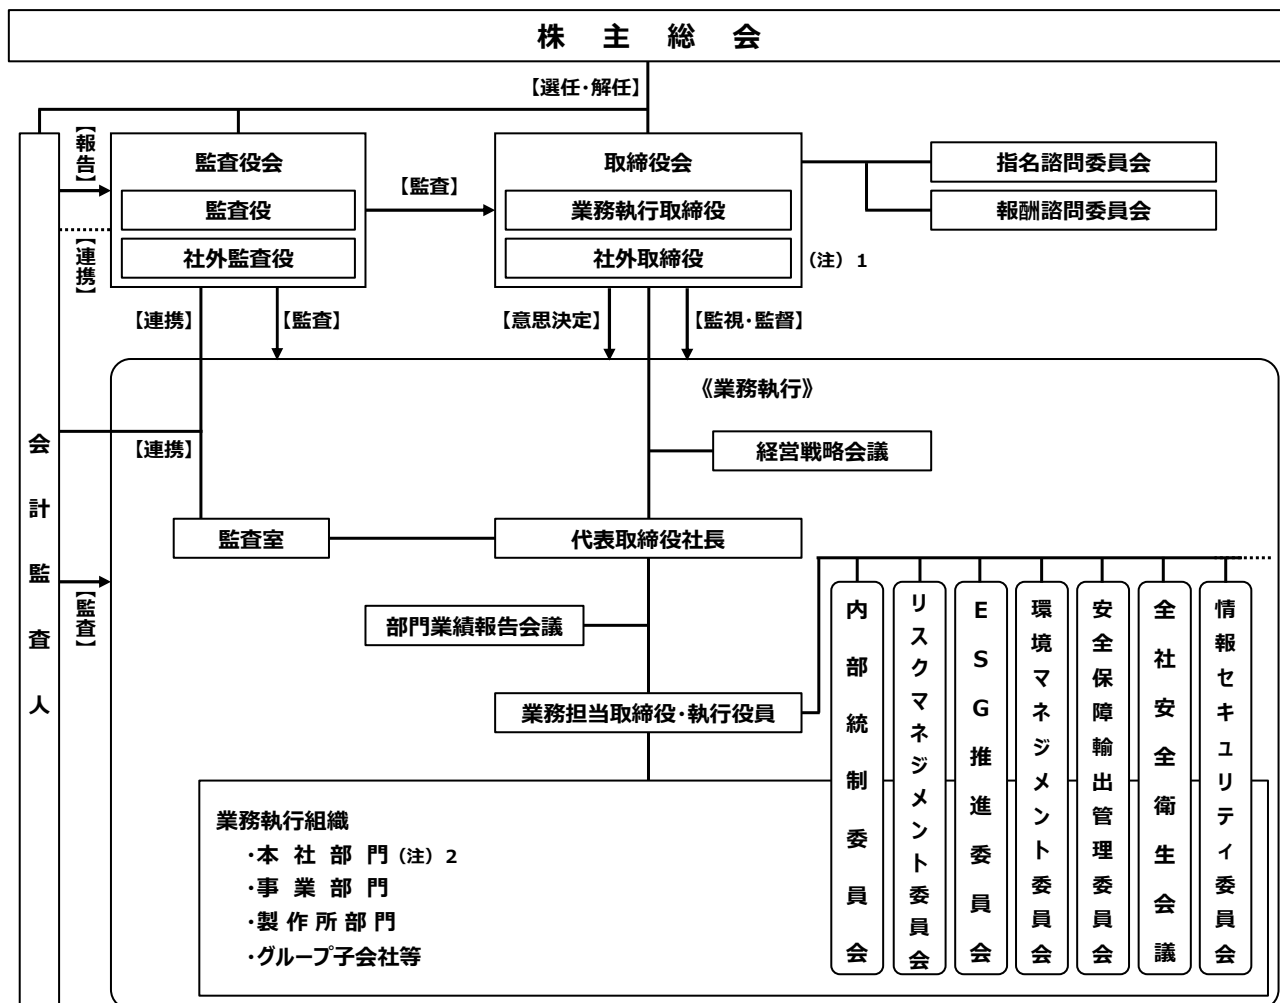 株主総会
【選任・解任】
【報告】
監査役会
監査役
社外監査役
【監査】
取締役会
業務執行取締役
社外取締役
(注) 1
指名諮問委員会
報酬諮問委員会
【連携】
【連携】
【監査】
【意思決定】
【監視・監督】
《業務執行》
会計監査人
【連携】
経営戦略会議
監査室
代表取締役社長
【監査】
部門業績報告会議
業務担当取締役・執行役員
内部統制委員会
リスクマネジメント委員会
ESG推進委員会
環境マネジメント委員会
安全保障輸出管理委員会
全社安全衛生会議
情報セキュリティ委員会
業務執行組織
・本社部門 (注) 2
・事業部門
・製作所部門
・グループ子会社等